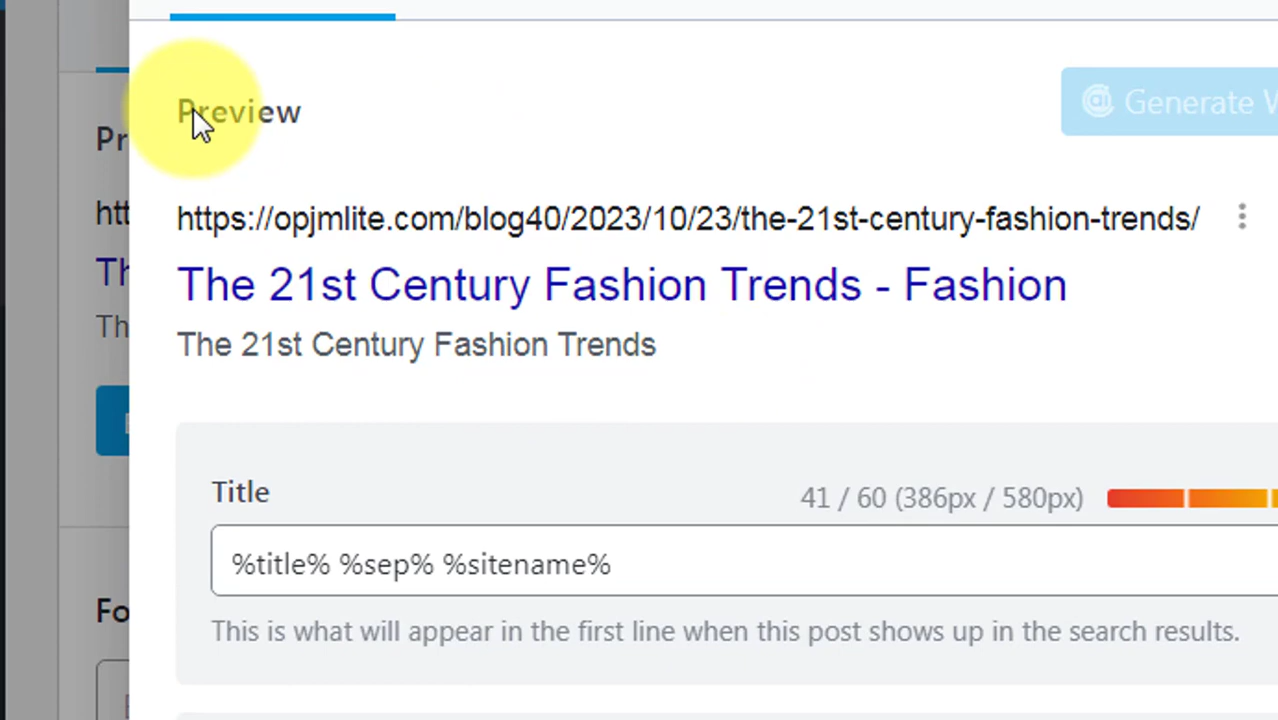 Preview
Generate
https://opjmlite.com/blog40/2023/10/23/the-21st-century-fashion-trends/
The 21st Century Fashion Trends - Fashion
The 21st Century Fashion Trends
Title
41 / 60 (386px / 580px)
%title% %sep% %sitename%
This is what will appear in the first line when this post shows up in the search results.